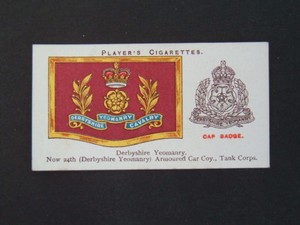 PLAYER'S CIGARETTES.
DERBYSHIRE YEOMANRY CAVALRY
CAP BADGE.
Derbyshire Yeomanry.
Now 24th (Derbyshire Yeomanry) Armoured Car Coy., Tank Corps.